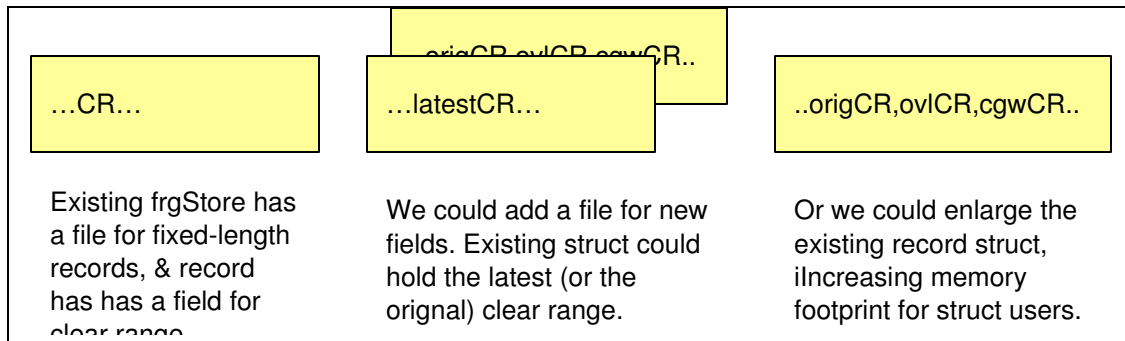 ..origCR,ovlCR,cgwCR..
…CR…
…latestCR…
..origCR,ovlCR,cgwCR..
Existing frgStore has
a file for fixed-length
records, & record
has has a field for
clear range
We could add a file for new
fields. Existing struct could
hold the latest (or the
orignal) clear range.
Or we could enlarge the
existing record struct,
iIncreasing memory
footprint for struct users.